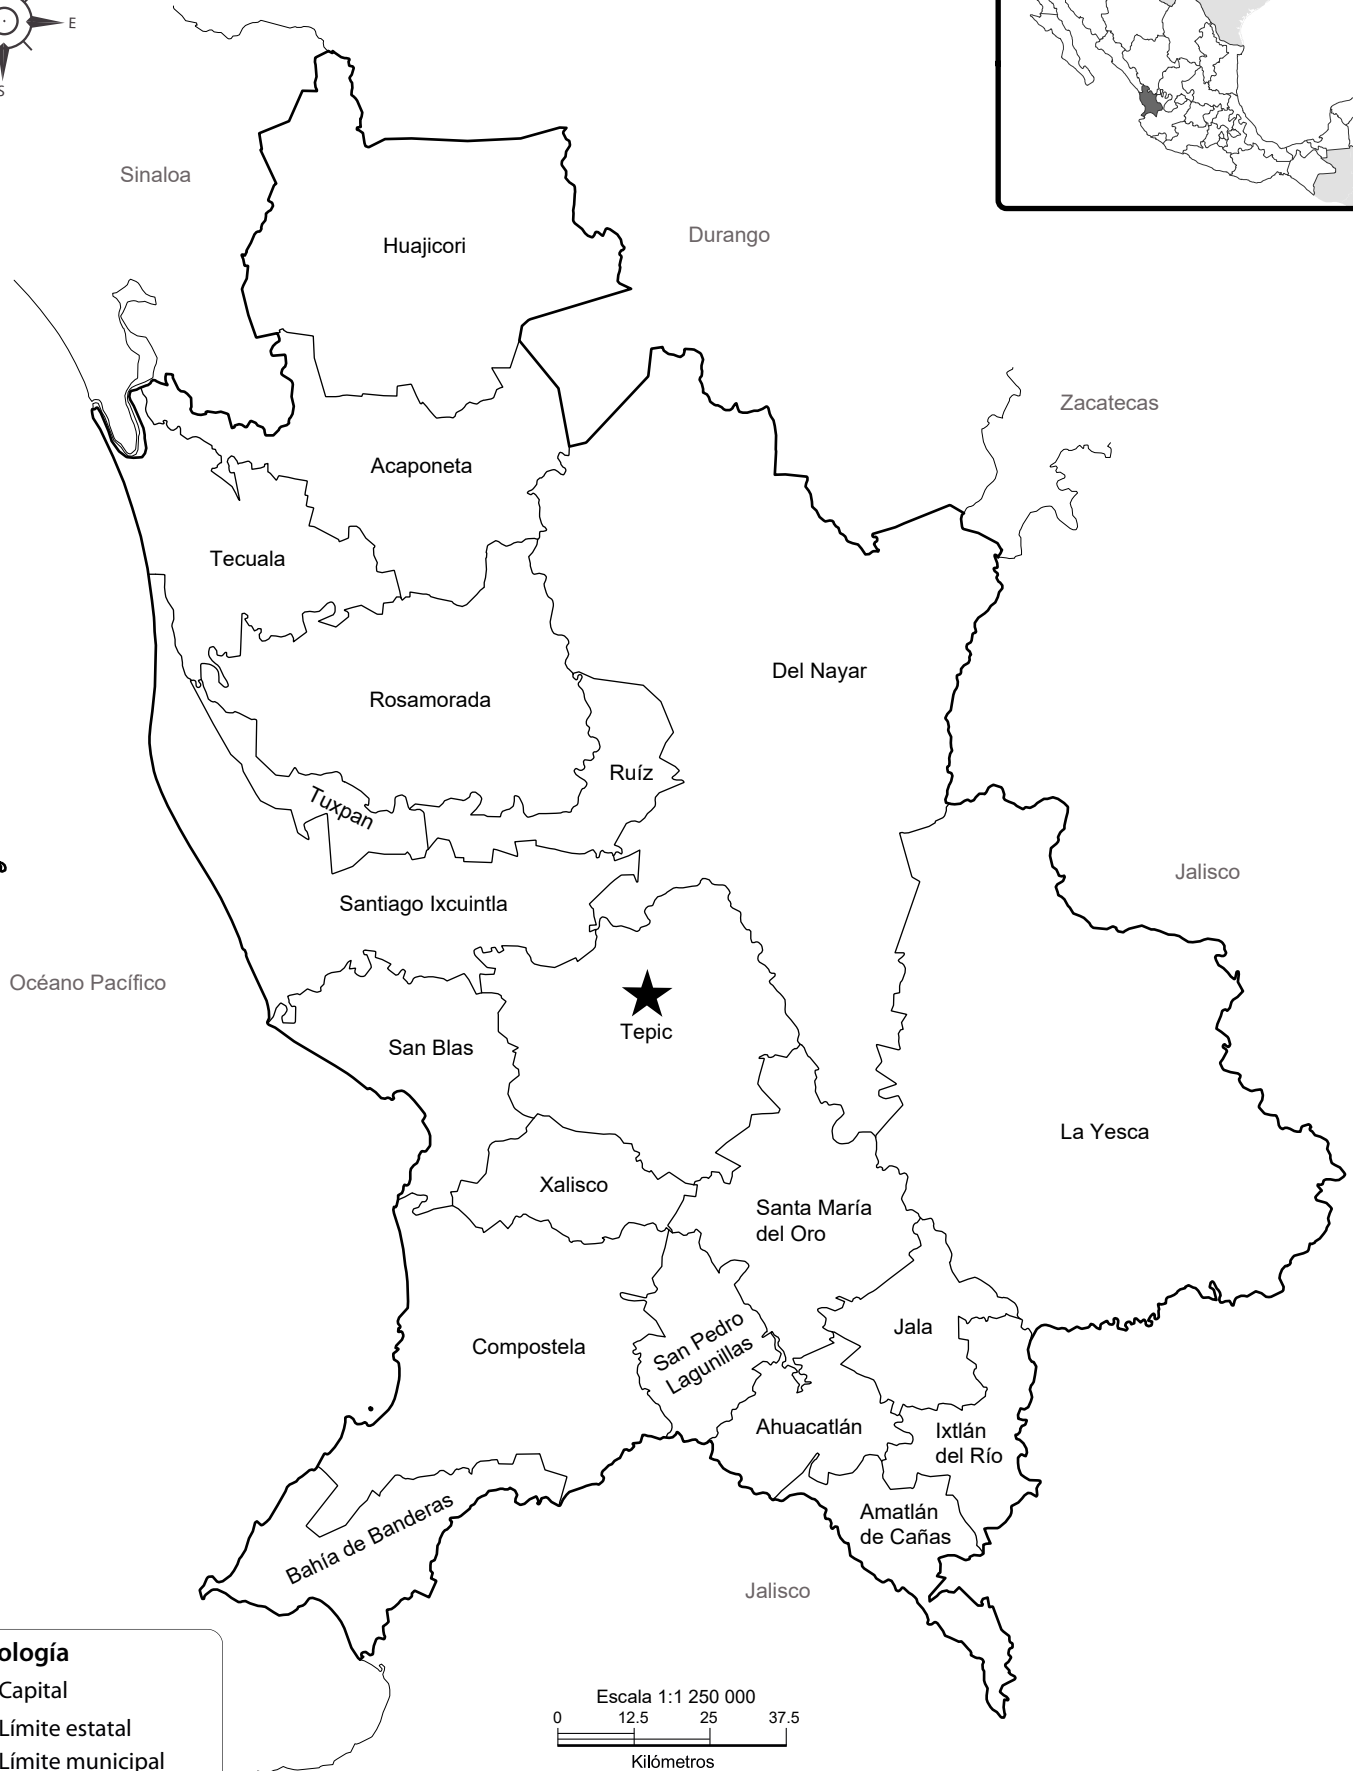 E
S
Sinaloa
Durango
Huajicori
Zacatecas
Acaponeta
Tecuala
Del Nayar
Rosamorada
Ruíz
Tuxpan
Jalisco
Santiago Ixcuintla
Océano Pacífico
Tepic
San Blas
La Yesca
Xalisco
Santa María
del Oro
Jala
San Pedro
Lagunillas
Compostela
Ahuacatlán
Ixtlán
del Río
Amatlán
de Cañas
Bahía de Banderas
Jalisco
ología
Capital
Límite estatal
Límite municipal
Escala 1:1 250 000
0 12.5 25 37.5
Kilómetros